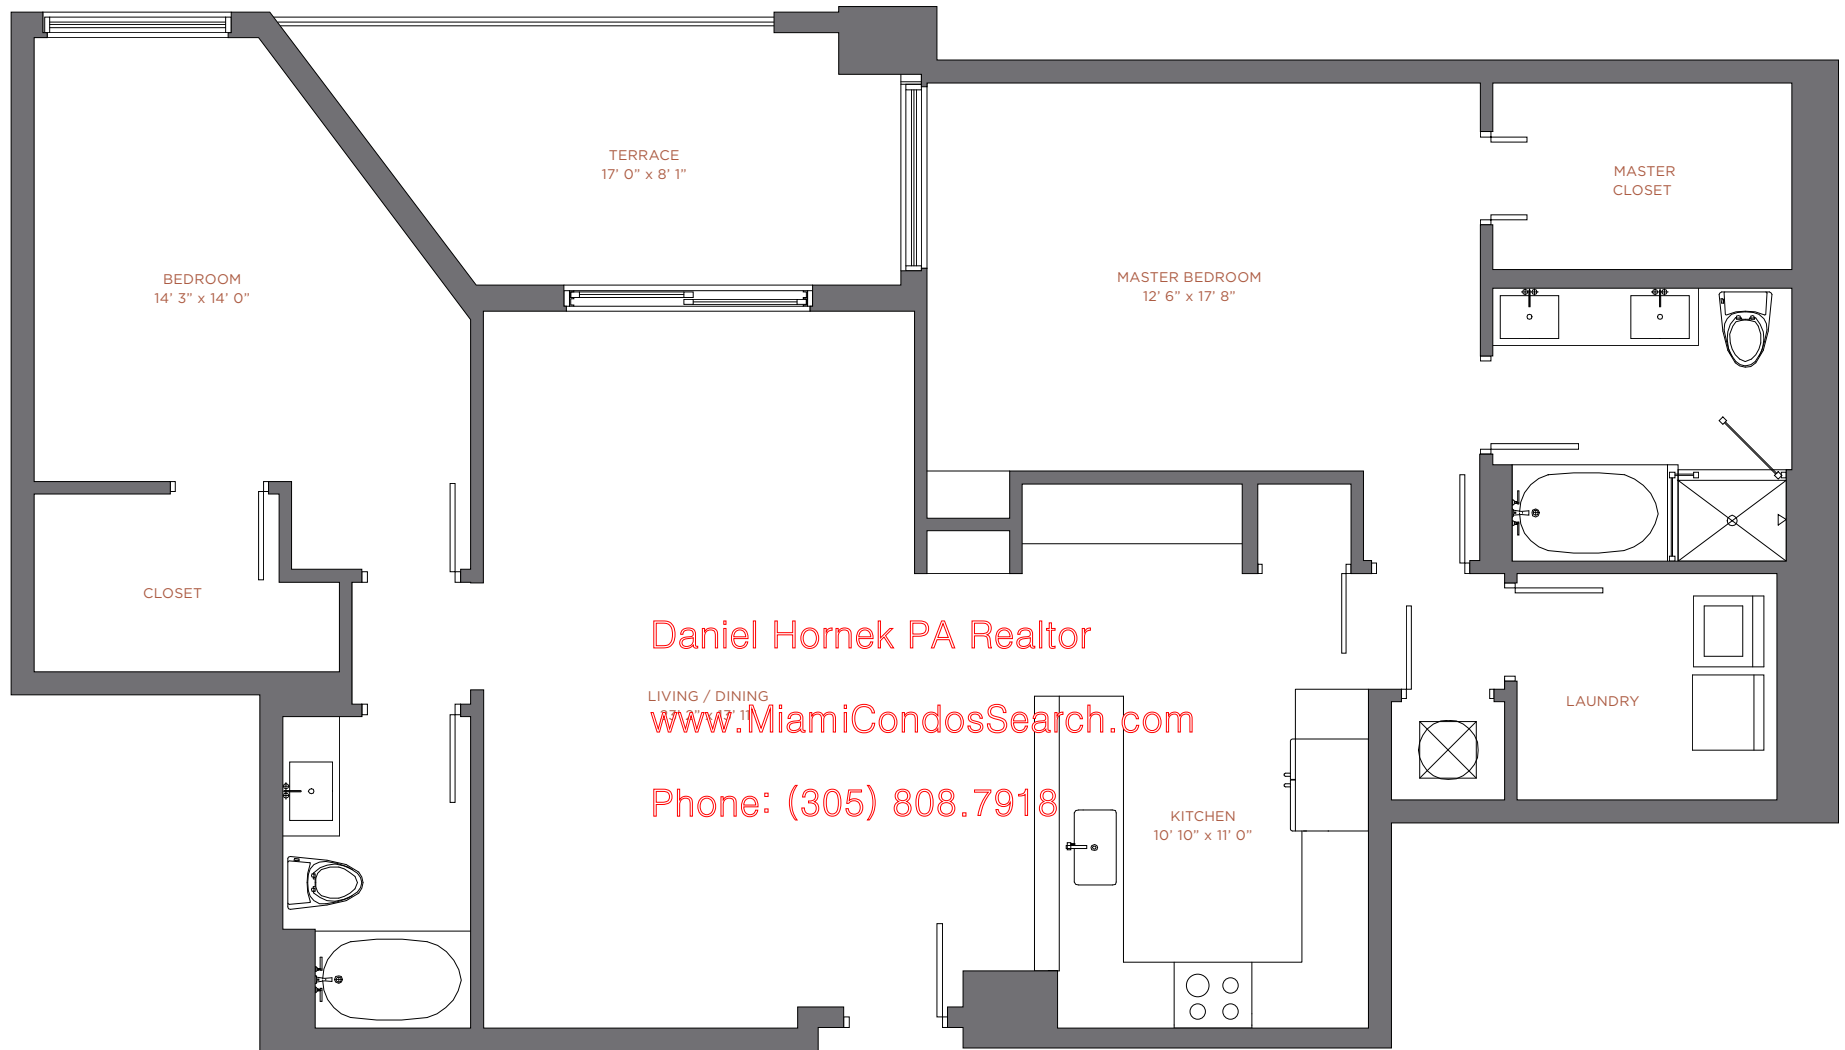 TERRACE
17’ 0” x 8’ 1”
MASTER
CLOSET
BEDROOM
14’ 3” x 14’ 0”
MASTER BEDROOM
12’ 6” x 17’ 8”
CLOSET
Daniel Hornek PA Realtor
LIVING / DINING
www.MiamiCondosSearch.com
LAUNDRY
Phone: (305) 808.7918
KITCHEN
10’ 10” x 11’ 0”